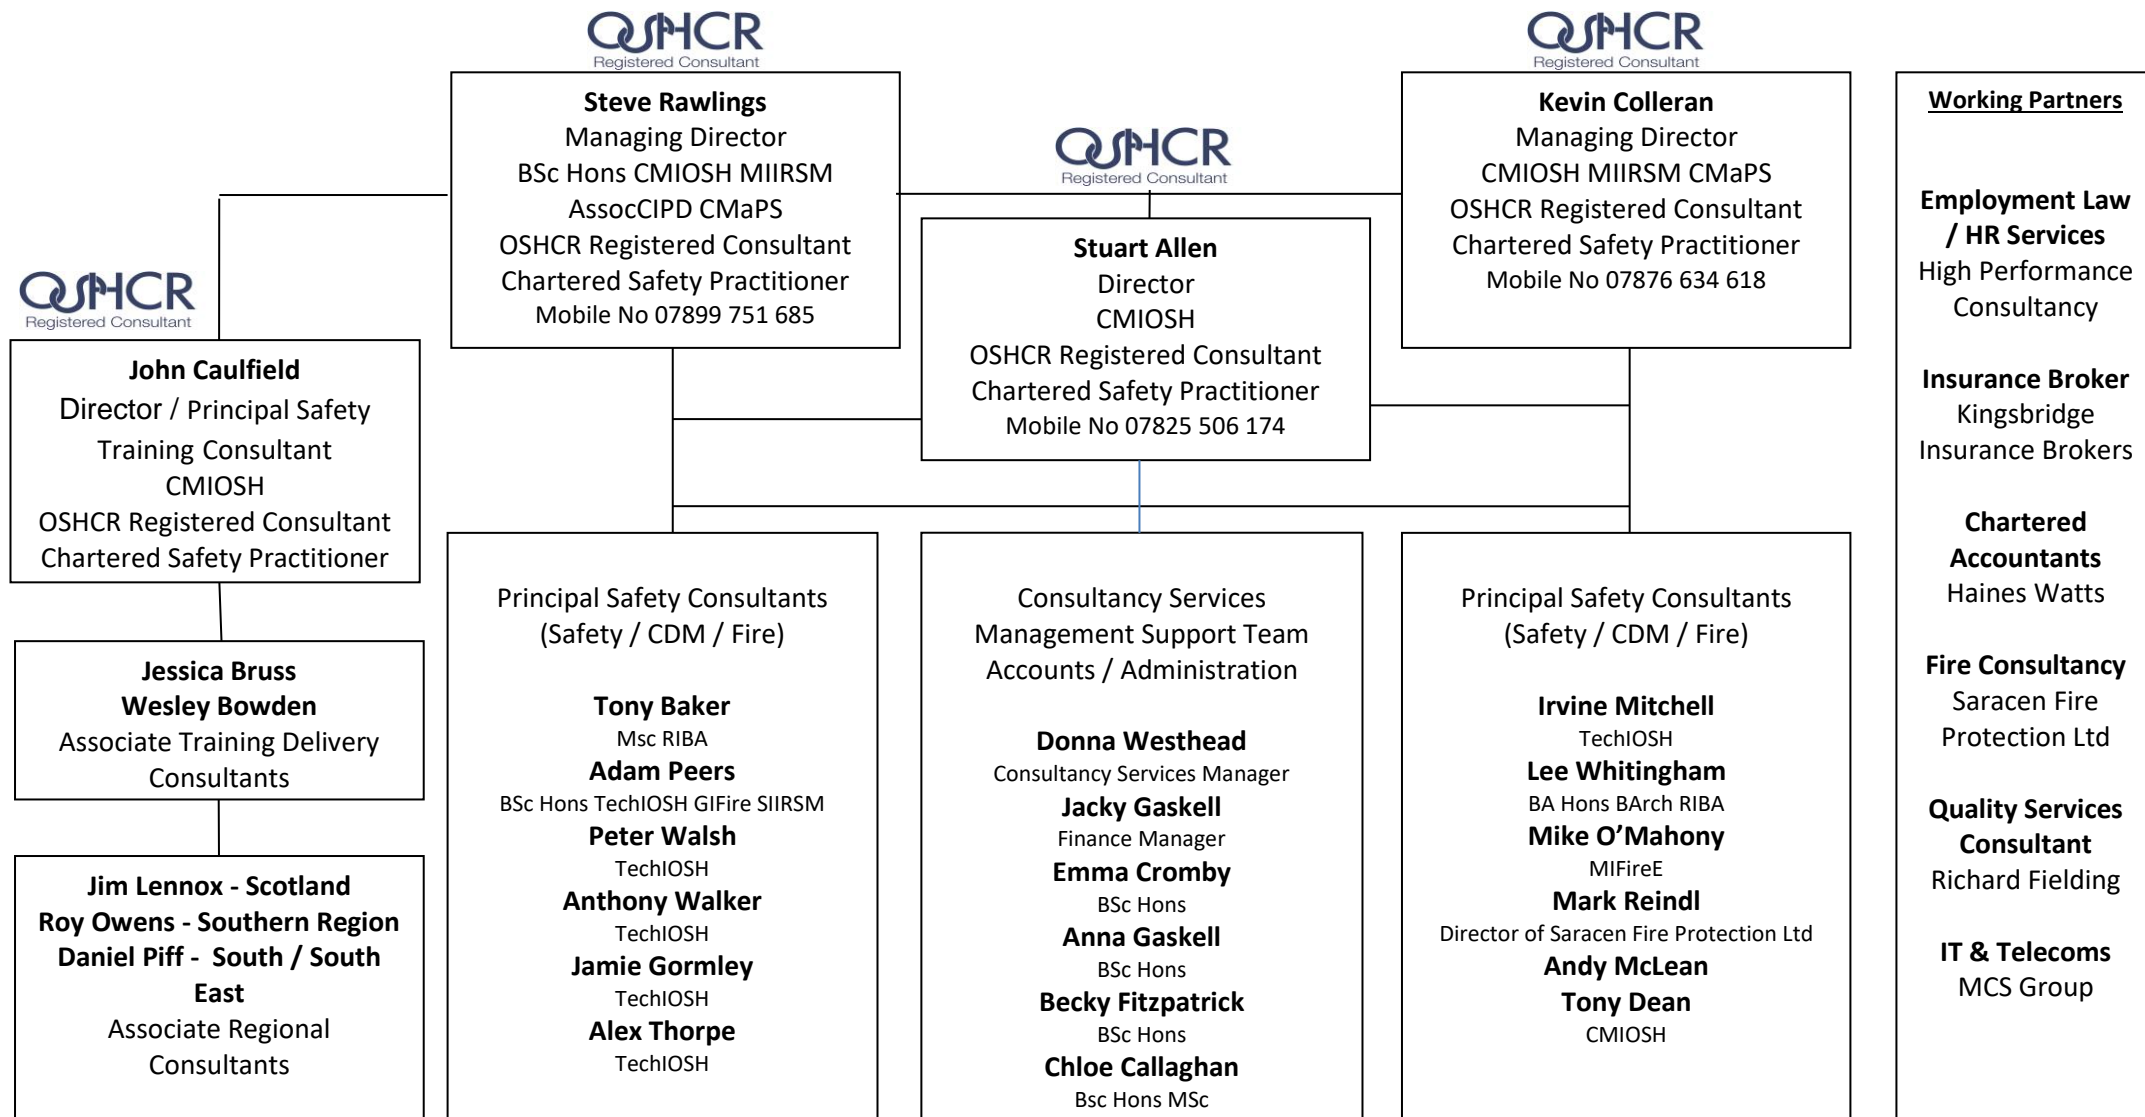 OSHCR
Registered Consultant
Steve Rawlings
Managing Director
BSc Hons CMIOSH MIIRSM
AssocCIPD CMaPS
OSHCR Registered Consultant
Chartered Safety Practitioner
Mobile No 07899 751 685
OSHCR
Registered Consultant
Kevin Colleran
Managing Director
CMIOSH MIIRSM CMaPS
OSHCR Registered Consultant
Chartered Safety Practitioner
Mobile No 07876 634 618
OSHCR
Registered Consultant
Stuart Allen
Director
CMIOSH
OSHCR Registered Consultant
Chartered Safety Practitioner
Mobile No 07825 506 174
OSHCR
Registered Consultant
John Caulfield
Director / Principal Safety
Training Consultant
CMIOSH
OSHCR Registered Consultant
Chartered Safety Practitioner
Jessica Bruss
Wesley Bowden
Associate Training Delivery
Consultants
Jim Lennox - Scotland
Roy Owens - Southern Region
Daniel Piff - South / South
East
Associate Regional
Consultants
Principal Safety Consultants
(Safety / CDM / Fire)
Tony Baker
Msc RIBA
Adam Peers
BSc Hons TechIOSH GIFire SIIRSM
Peter Walsh
TechIOSH
Anthony Walker
TechIOSH
Jamie Gormley
TechIOSH
Alex Thorpe
TechIOSH
Consultancy Services
Management Support Team
Accounts / Administration
Donna Westhead
Consultancy Services Manager
Jacky Gaskell
Finance Manager
Emma Cromby
BSc Hons
Anna Gaskell
BSc Hons
Becky Fitzpatrick
BSc Hons
Chloe Callaghan
Bsc Hons MSc
Principal Safety Consultants
(Safety / CDM / Fire)
Irvine Mitchell
TechIOSH
Lee Whitingham
BA Hons BArch RIBA
Mike O’Mahony
MIFireE
Mark Reindl
Director of Saracen Fire Protection Ltd
Andy McLean
Tony Dean
CMIOSH
Working Partners
Employment Law
/ HR Services
High Performance
Consultancy
Insurance Broker
Kingsbridge
Insurance Brokers
Chartered
Accountants
Haines Watts
Fire Consultancy
Saracen Fire
Protection Ltd
Quality Services
Consultant
Richard Fielding
IT & Telecoms
MCS Group